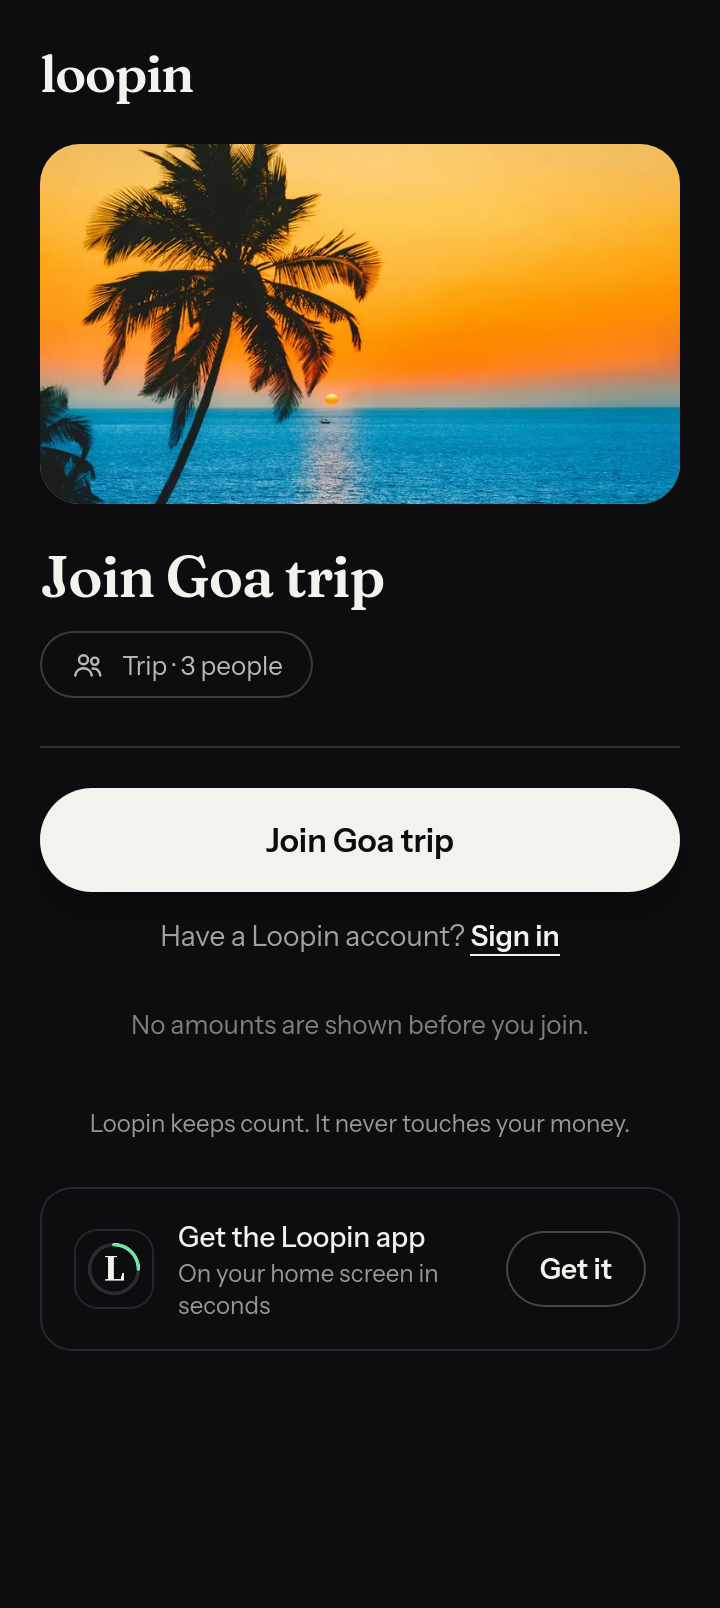 loopin
Join Goa trip
Trip · 3 people
Join Goa trip
Have a Loopin account? Sign in
No amounts are shown before you join.
Loopin keeps count. It never touches your money.
L
Get the Loopin app
On your home screen in
seconds
Get it